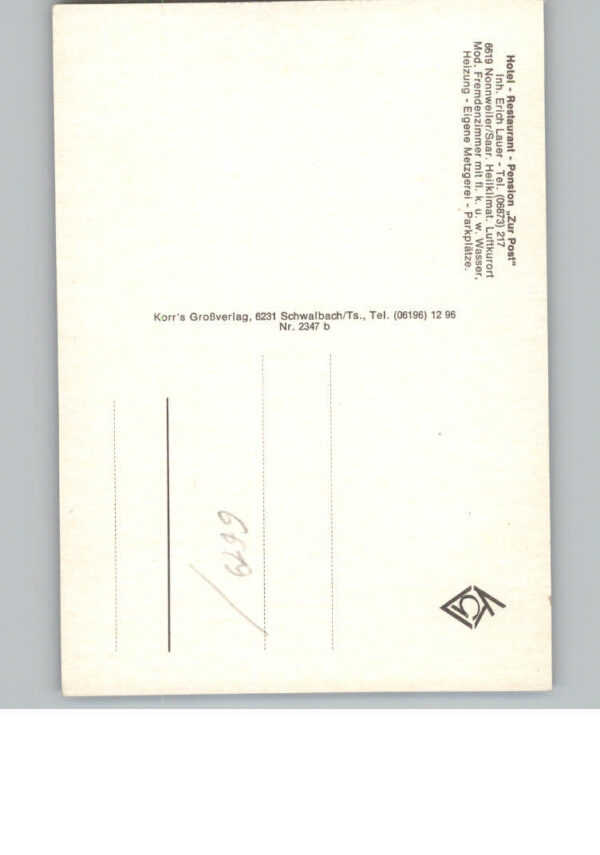 Hotel - Restaurant - Pension „Zur Post“
Inh. Erich Lauer - Tel. (06873) 217
6619 Nonnweiler/Saar. Heilklimat. Luftkurort
Mod. Fremdenzimmer mit fl. k. u. w. Wasser,
Heizung - Eigene Metzgerei - Parkplätze.
Korr's Großverlag, 6231 Schwalbach/Ts., Tel. (06196) 12 96
Nr. 2347 b
6619